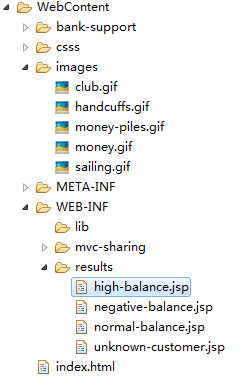 WebContent
bank-support
csss
images
club.gif
handcuffs.gif
money-piles.gif
money.gif
sailing.gif
META-INF
WEB-INF
lib
mvc-sharing
results
high-balance.jsp
negative-balance.jsp
normal-balance.jsp
unknown-customer.jsp
index.html